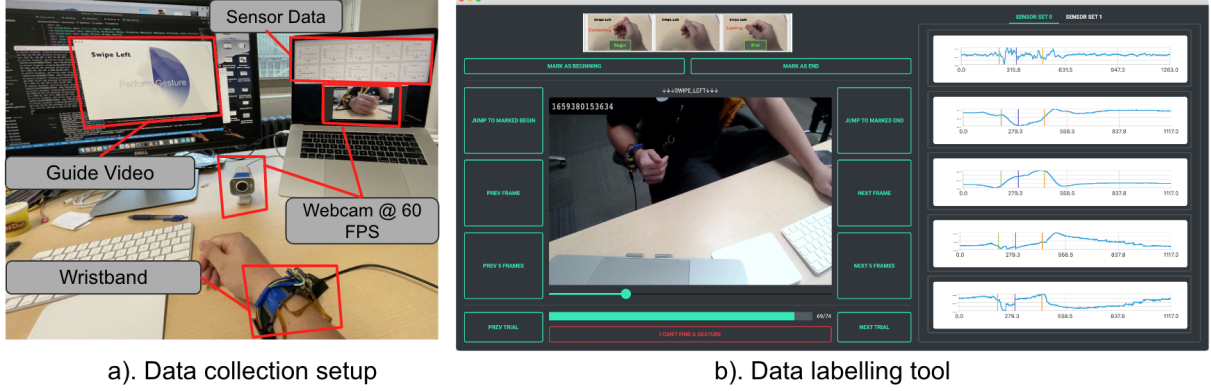 Sensor Data
Swipe Left
Perform Gesture
DELL
Guide Video
Webcam @ 60
FPS
Wristband
a). Data collection setup
Swipe Left
Swipe Left
Swipe Left
Begin
End
MARK AS BEGINNING
MARK AS END
↓↓↓SWIPE_LEFT↓↓↓
1659380153634
JUMP TO MARKED BEGIN
JUMP TO MARKED END
PREV FRAME
NEXT FRAME
PREV 5 FRAMES
NEXT 5 FRAMES
69/74
PREV TRIAL
I CAN'T FIND A GESTURE
NEXT TRIAL
SENSOR SET 0 SENSOR SET 1
0.0 315.8 631.5 947.3 1263.0
0.0 279.3 558.5 837.8 1117.0
0.0 279.3 558.5 837.8 1117.0
0.0 279.3 558.5 837.8 1117.0
0.0 279.3 558.5 837.8 1117.0
b). Data labelling tool